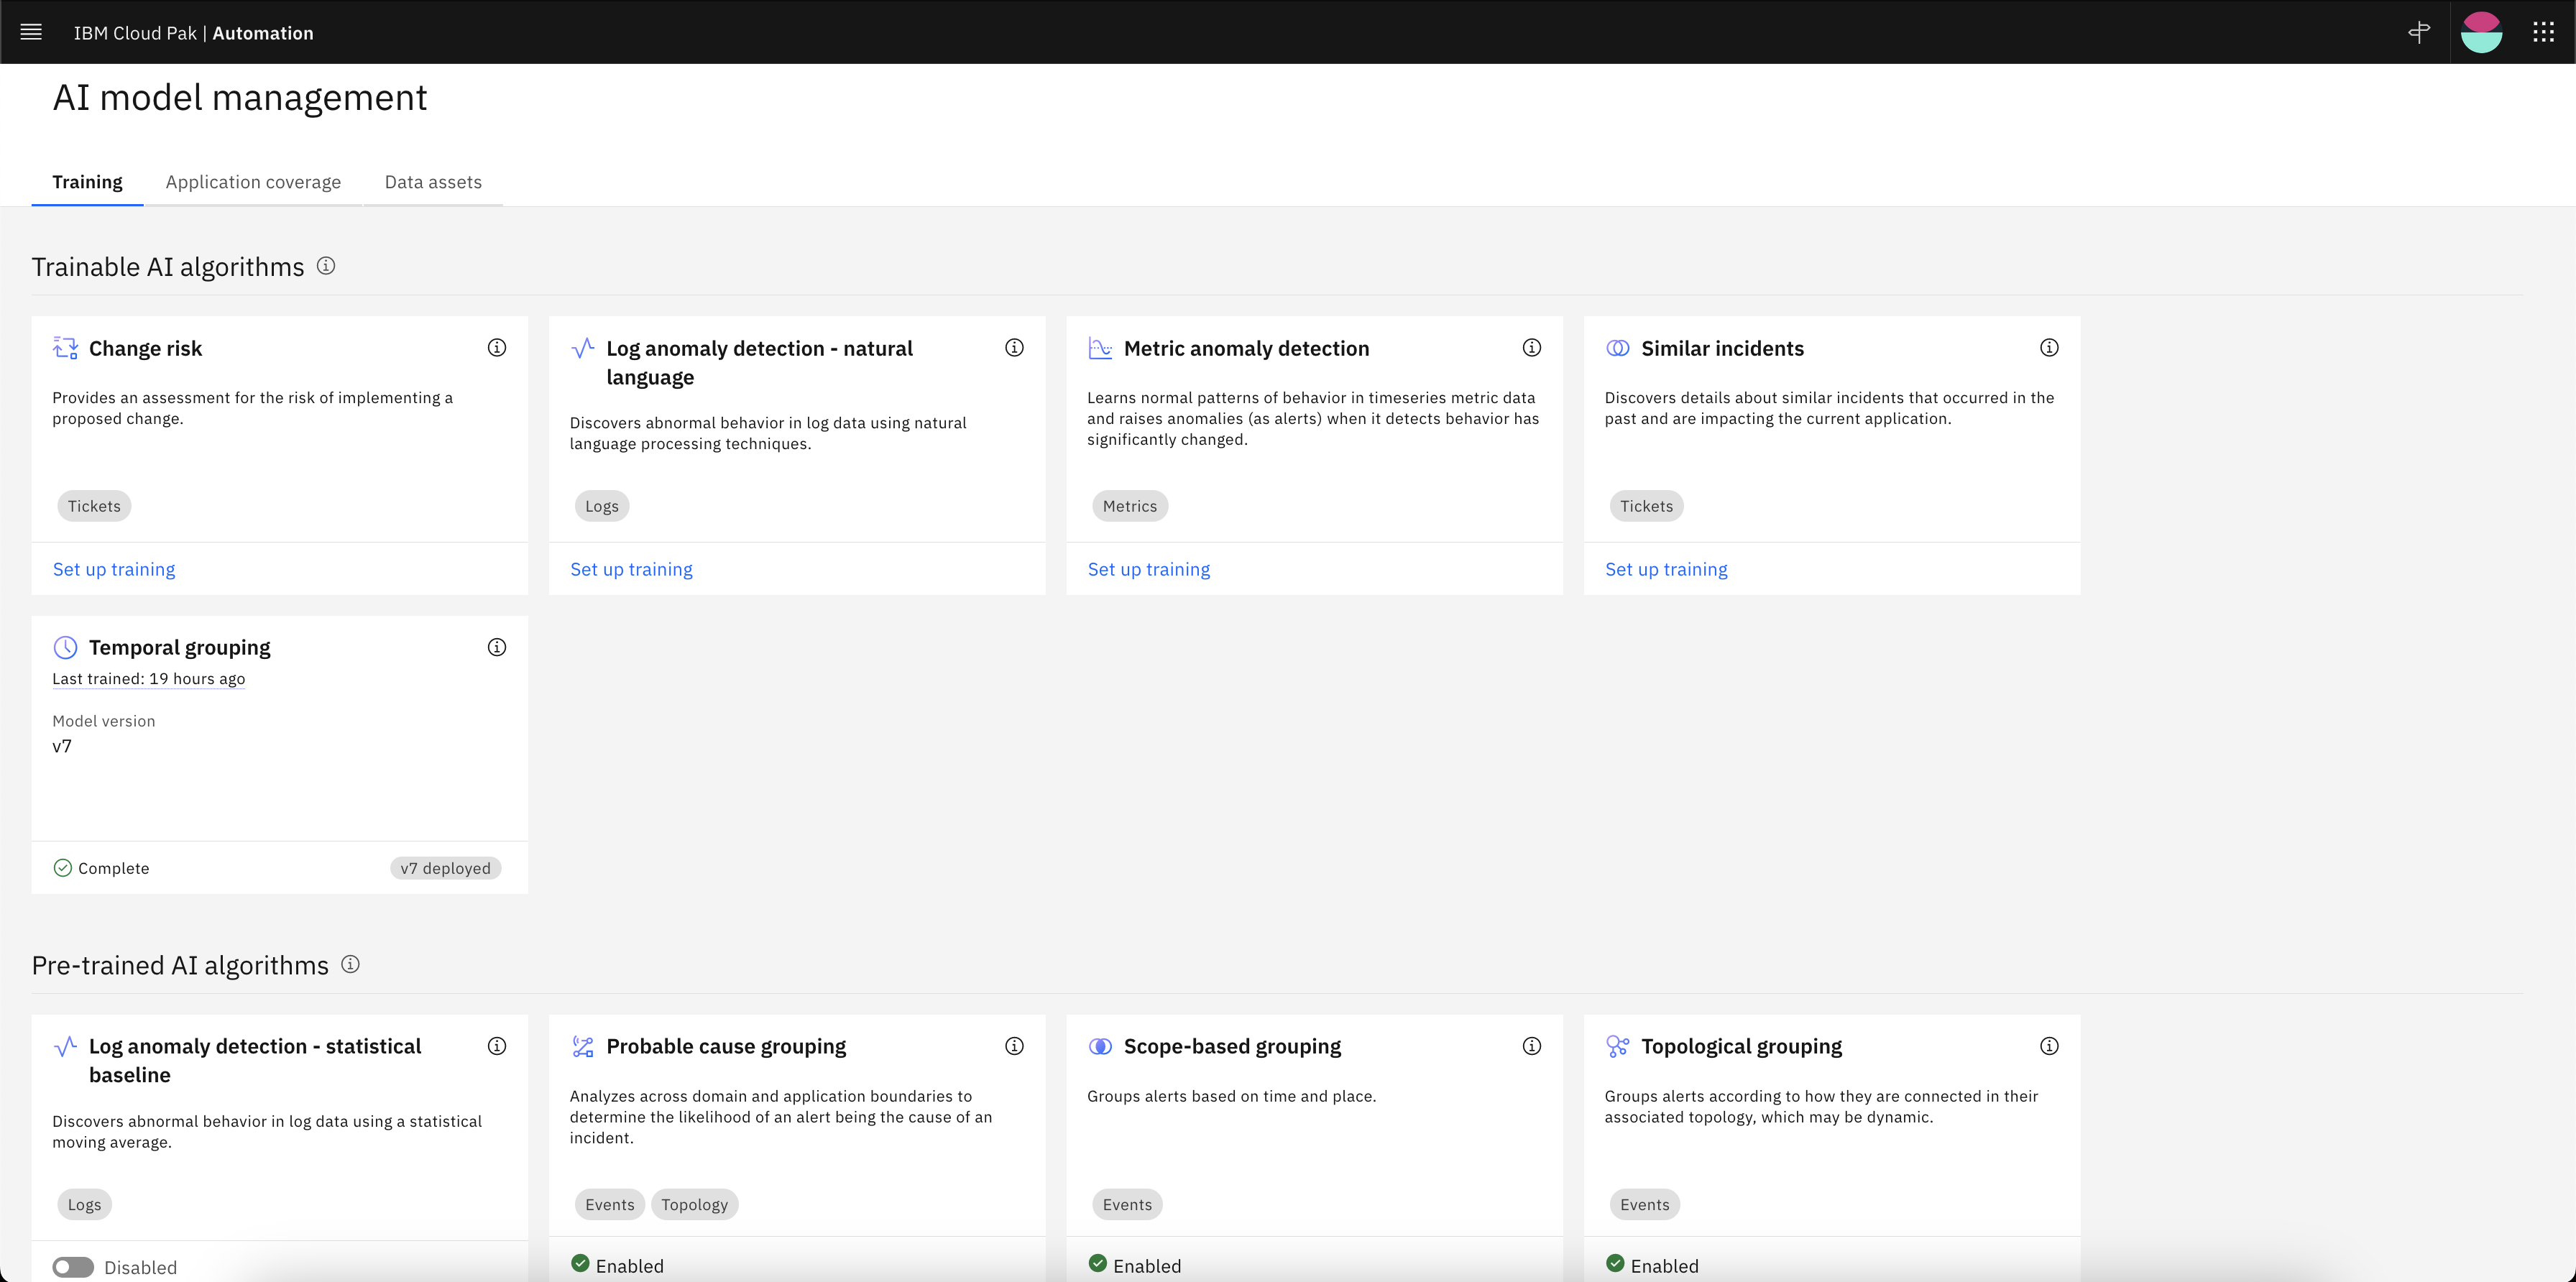 IBM Cloud Pak | Automation
AI model management
Training
Application coverage
Data assets
Trainable AI algorithms
Change risk
Provides an assessment for the risk of implementing a
proposed change.
Tickets
Set up training
Log anomaly detection - natural
language
Discovers abnormal behavior in log data using natural
language processing techniques.
Logs
Set up training
Metric anomaly detection
Learns normal patterns of behavior in timeseries metric data
and raises anomalies (as alerts) when it detects behavior has
significantly changed.
Metrics
Set up training
Similar incidents
Discovers details about similar incidents that occurred in the
past and are impacting the current application.
Tickets
Set up training
Temporal grouping
Last trained: 19 hours ago
Model version
v7
Complete
v7 deployed
Pre-trained AI algorithms
Log anomaly detection - statistical
baseline
Discovers abnormal behavior in log data using a statistical
moving average.
Logs
Disabled
Probable cause grouping
Analyzes across domain and application boundaries to
determine the likelihood of an alert being the cause of an
incident.
Events
Topology
Enabled
Scope-based grouping
Groups alerts based on time and place.
Events
Enabled
Topological grouping
Groups alerts according to how they are connected in their
associated topology, which may be dynamic.
Events
Enabled